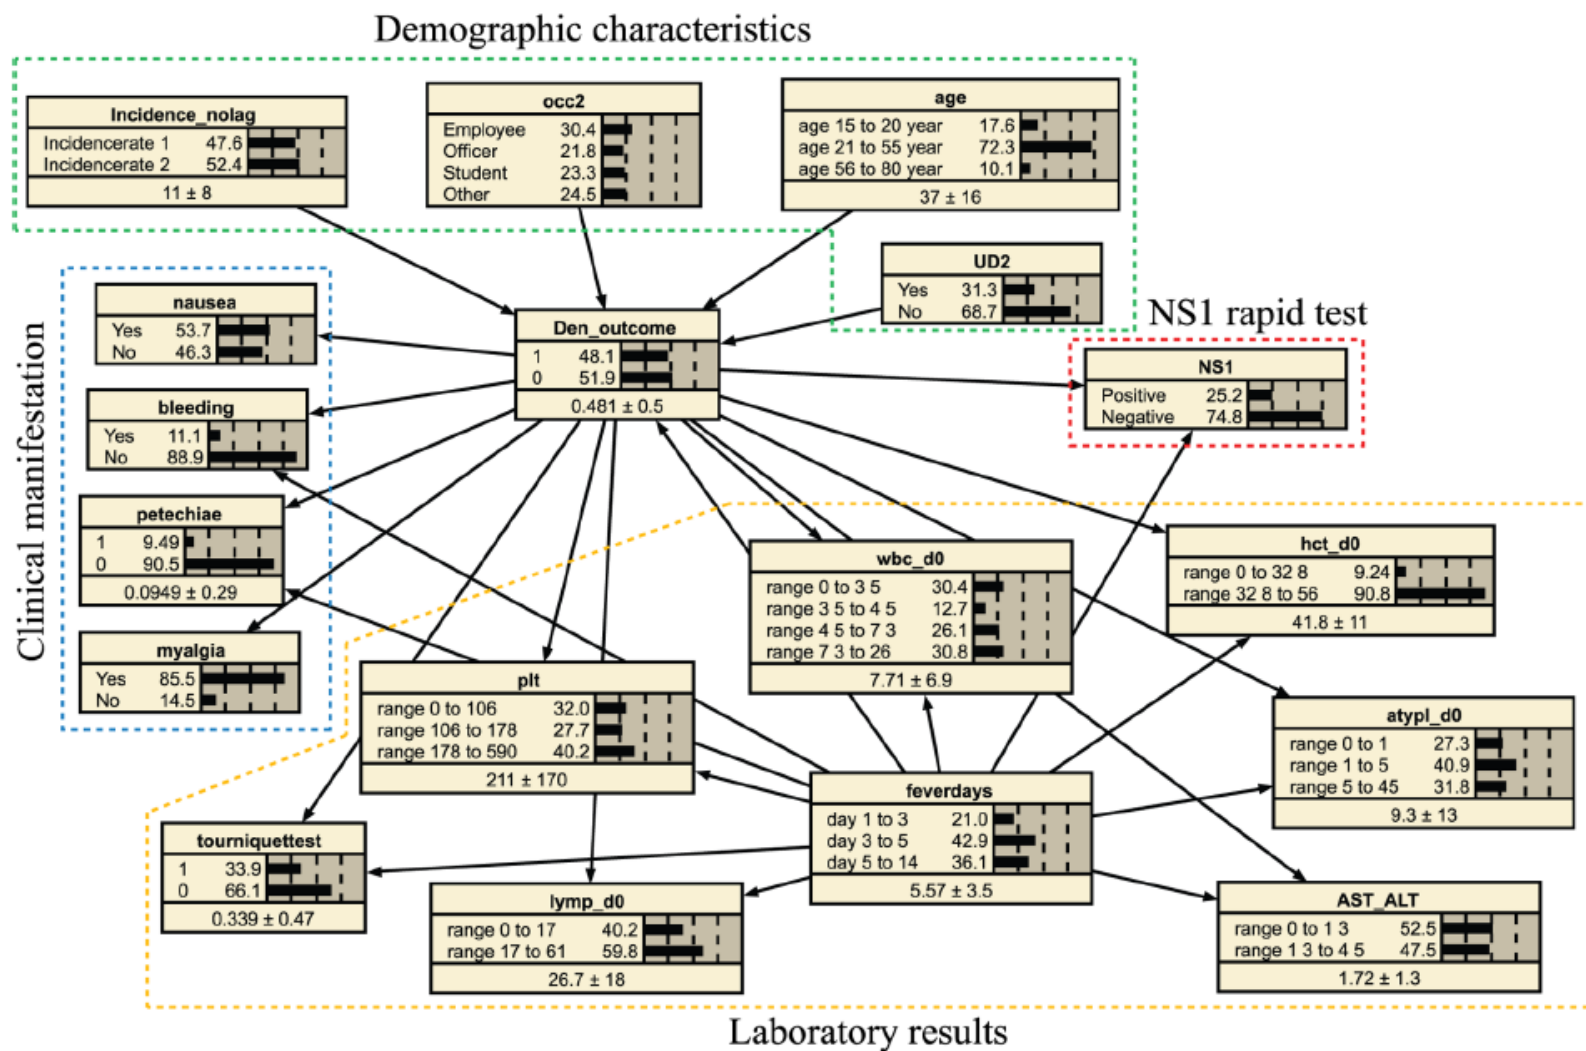 Demographic characteristics
Incidence_nolag
Incidencerate 1 47.6
Incidencerate 2 52.4
11 ± 8
occ2
Employee 30.4
Officer 21.8
Student 23.3
Other 24.5
age
age 15 to 20 year 17.6
age 21 to 55 year 72.3
age 56 to 80 year 10.1
37 ± 16
UD2
Yes 31.3
No 68.7
Clinical manifestation
nausea
Yes 53.7
No 46.3
bleeding
Yes 11.1
No 88.9
petechiae
1 9.49
0 90.5
0.0949 ± 0.29
myalgia
Yes 85.5
No 14.5
Den_outcome
1 48.1
0 51.9
0.481 ± 0.5
NS1 rapid test
NS1
Positive 25.2
Negative 74.8
wbc_d0
range 0 to 3 5 30.4
range 3 5 to 4 5 12.7
range 4 5 to 7 3 26.1
range 7 3 to 26 30.8
7.71 ± 6.9
hct_d0
range 0 to 32 8 9.24
range 32 8 to 56 90.8
41.8 ± 11
plt
range 0 to 106 32.0
range 106 to 178 27.7
range 178 to 590 40.2
211 ± 170
atypl_d0
range 0 to 1 27.3
range 1 to 5 40.9
range 5 to 45 31.8
9.3 ± 13
feverdays
day 1 to 3 21.0
day 3 to 5 42.9
day 5 to 14 36.1
5.57 ± 3.5
tourniquettest
1 33.9
0 66.1
0.339 ± 0.47
lymp_d0
range 0 to 17 40.2
range 17 to 61 59.8
26.7 ± 18
AST_ALT
range 0 to 1 3 52.5
range 1 3 to 4 5 47.5
1.72 ± 1.3
Laboratory results